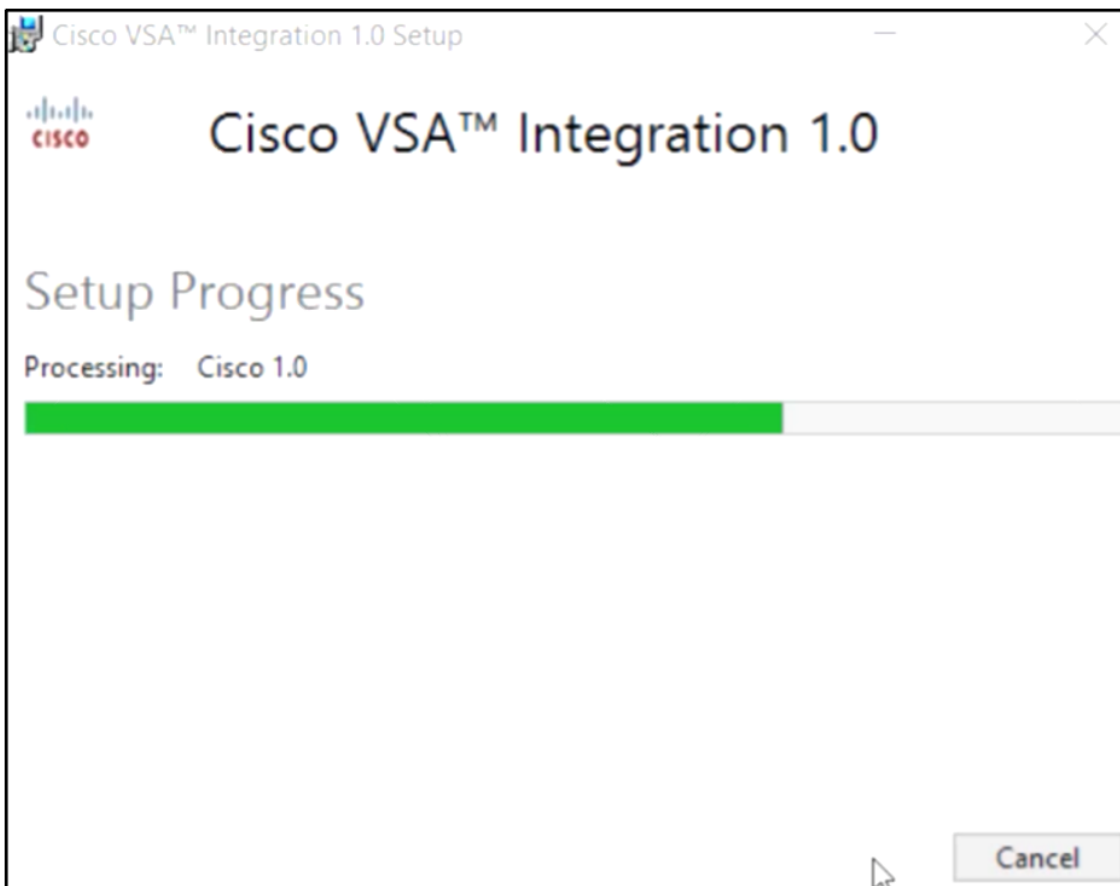 Cisco VSA™ Integration 1.0 Setup
CISCO
Cisco VSA™ Integration 1.0
Setup Progress
Processing: Cisco 1.0
Cancel